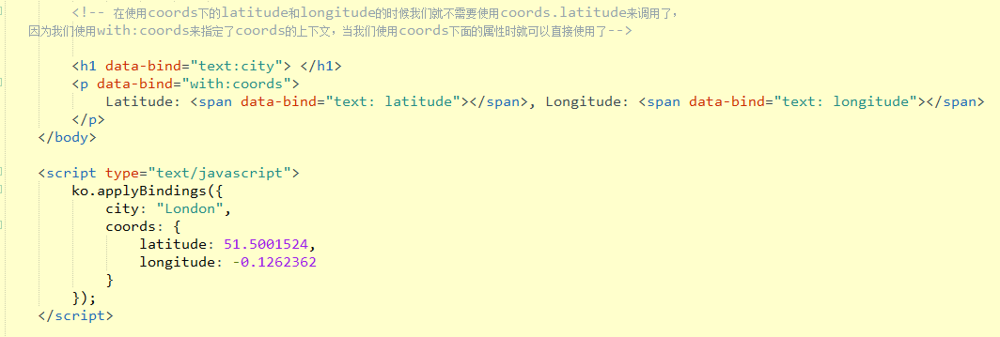 <!-- 在使用coords下的latitude和longitude的时候我们就不需要使用coords.latitude来调用了，
因为我们使用with:coords来指定了coords的上下文，当我们使用coords下面的属性时就可以直接使用了-->
<h1 data-bind="text:city"> </h1>
<p data-bind="with:coords">
Latitude: <span data-bind="text: latitude"></span>, Longitude: <span data-bind="text: longitude"></span>
</p>
</body>
<script type="text/javascript">
ko.applyBindings({
city: "London",
coords: {
latitude: 51.5001524,
longitude: -0.1262362
}
});
</script>